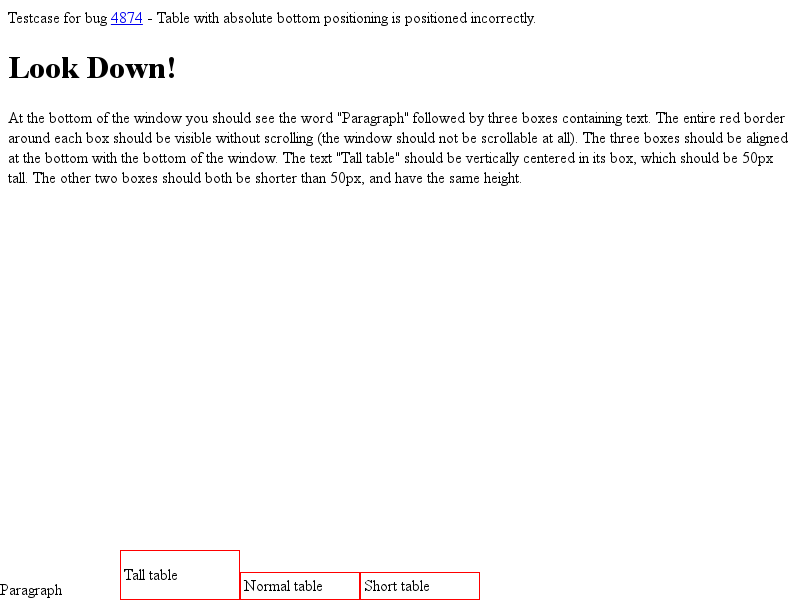 Testcase for bug 4874 - Table with absolute bottom positioning is positioned incorrectly.
Look Down!
At the bottom of the window you should see the word "Paragraph" followed by three boxes containing text. The entire red border
around each box should be visible without scrolling (the window should not be scrollable at all). The three boxes should be aligned
at the bottom with the bottom of the window. The text "Tall table" should be vertically centered in its box, which should be 50px
tall. The other two boxes should both be shorter than 50px, and have the same height.
Paragraph
Tall table
Normal table
Short table